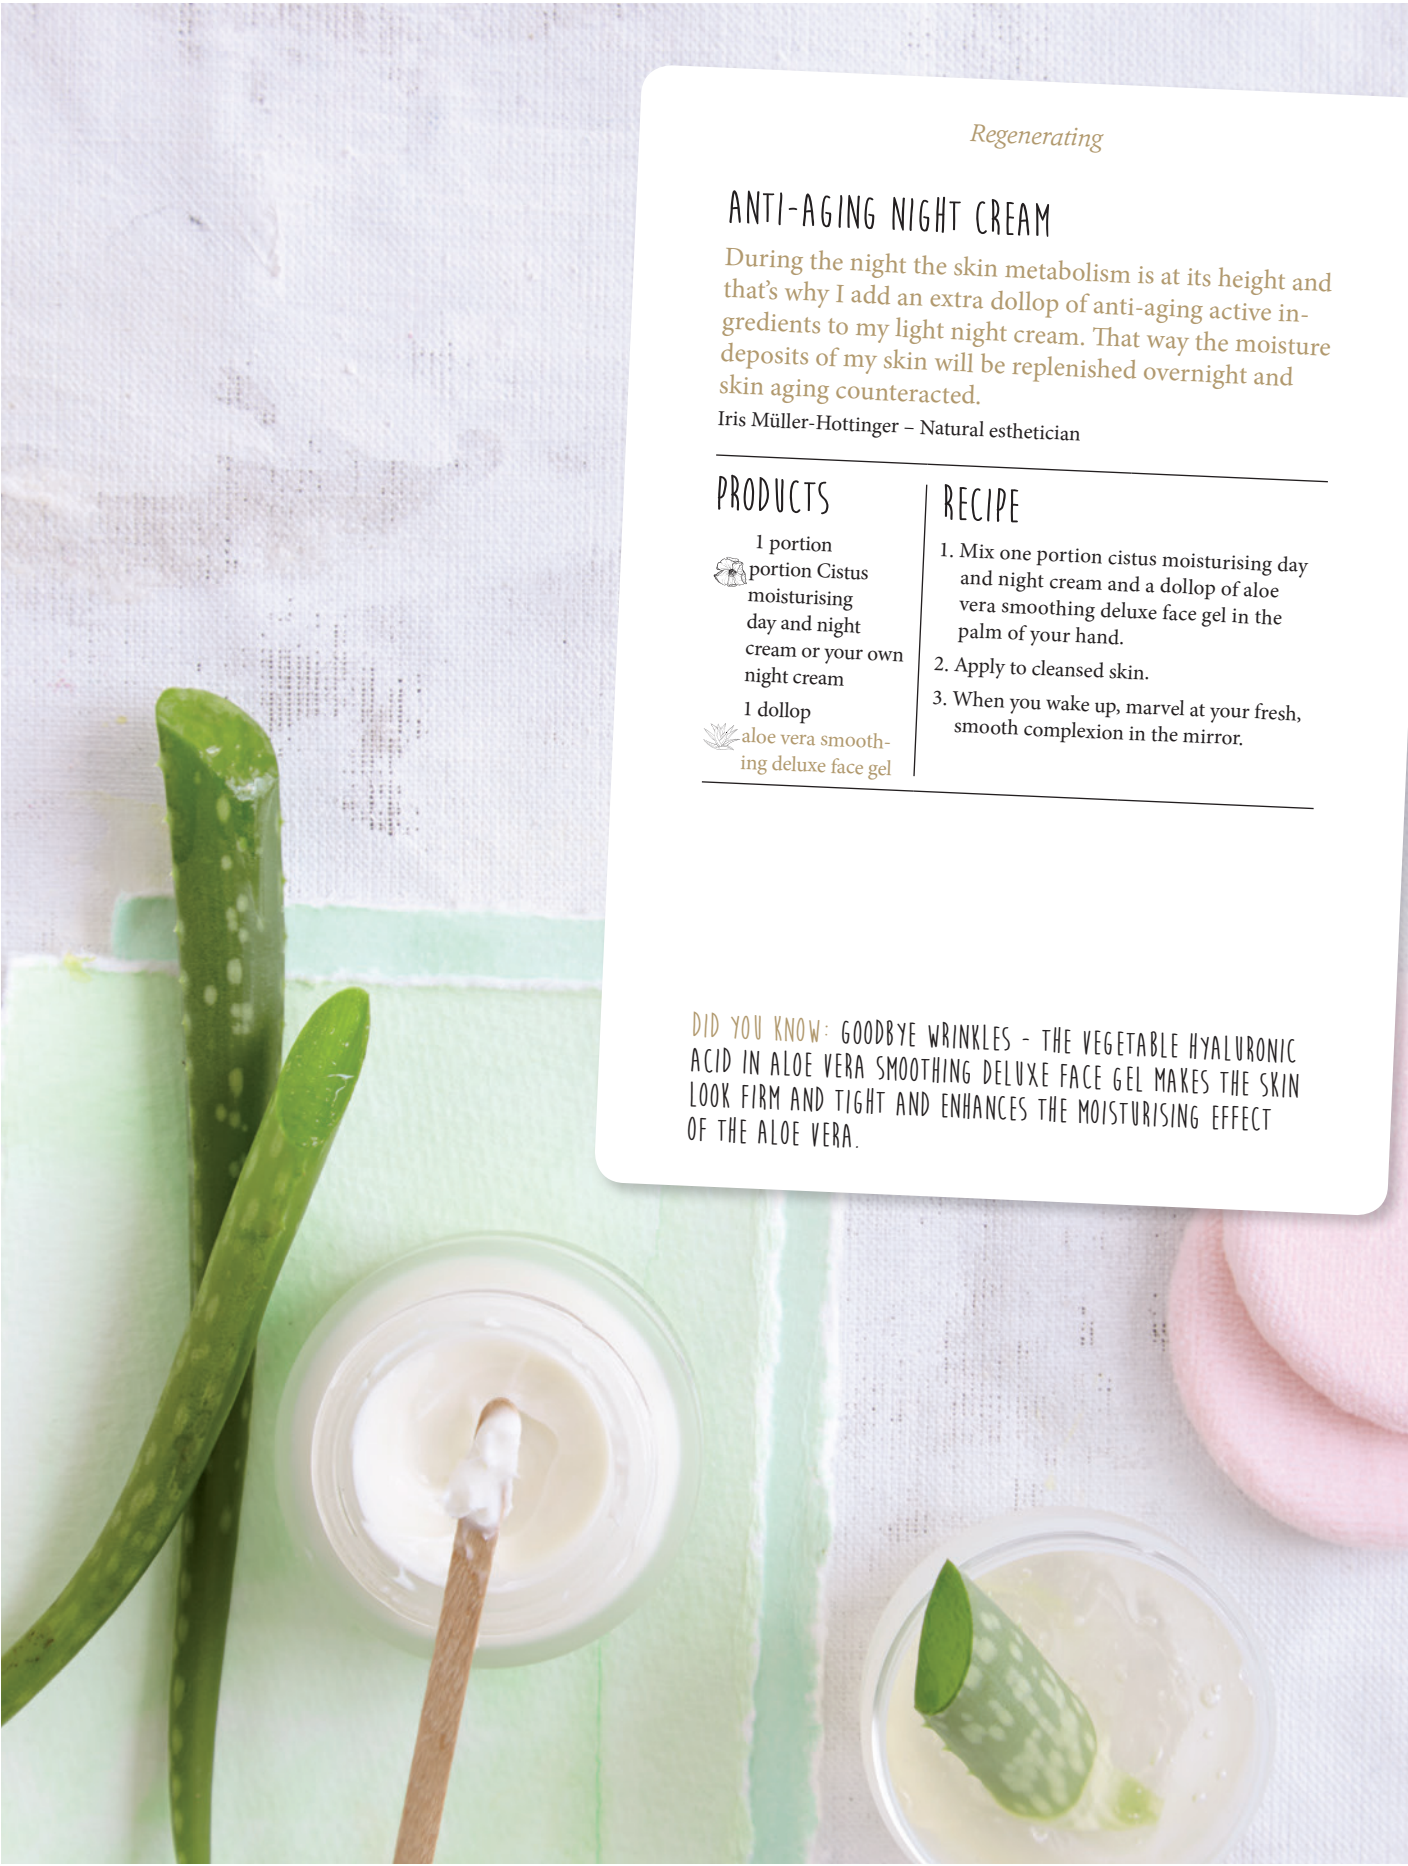 Regenerating
ANTI-AGING NIGHT CREAM
During the night the skin metabolism is at its height and
that's why I add an extra dollop of anti-aging active in-
gredients to my light night cream. That way the moisture
deposits of my skin will be replenished overnight and
skin aging counteracted.
Iris Müller-Hottinger – Natural esthetician
PRODUCTS
1 portion
portion Cistus
moisturising
day and night
cream or your own
night cream
1 dollop
aloe vera smooth-
ing deluxe face gel
RECIPE
1. Mix one portion cistus moisturising day
and night cream and a dollop of aloe
vera smoothing deluxe face gel in the
palm of your hand.
2. Apply to cleansed skin.
3. When you wake up, marvel at your fresh,
smooth complexion in the mirror.
DID YOU KNOW: GOODBYE WRINKLES - THE VEGETABLE HYALURONIC
ACID IN ALOE VERA SMOOTHING DELUXE FACE GEL MAKES THE SKIN
LOOK FIRM AND TIGHT AND ENHANCES THE MOISTURISING EFFECT
OF THE ALOE VERA.